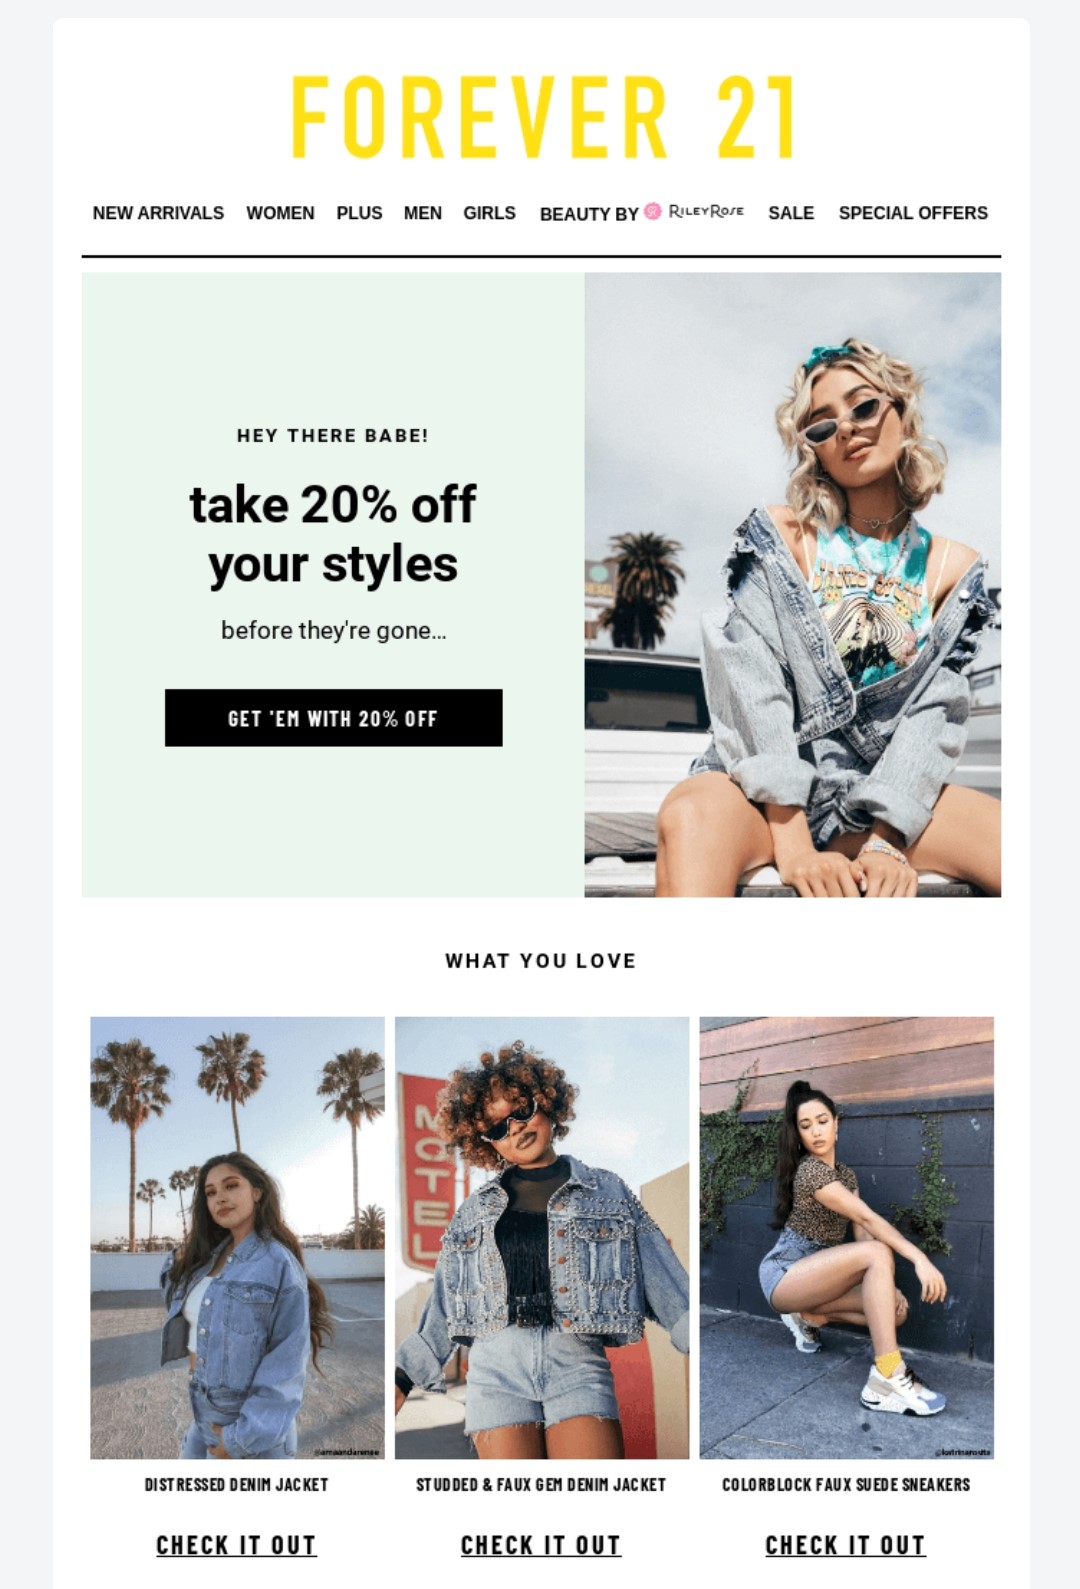 FOREVER 21
NEW ARRIVALS WOMEN PLUS MEN GIRLS BEAUTY BY RILEYROSE SALE SPECIAL OFFERS
HEY THERE BABE!
take 20% off
your styles
before they're gone...
GET 'EM WITH 20% OFF
WHAT YOU LOVE
MOTEL
@amaandarenee
@katrinaroutt
DISTRESSED DENIM JACKET STUDDED & FAUX GEM DENIM JACKET COLORBLOCK FAUX SUEDE SNEAKERS
CHECK IT OUT CHECK IT OUT CHECK IT OUT